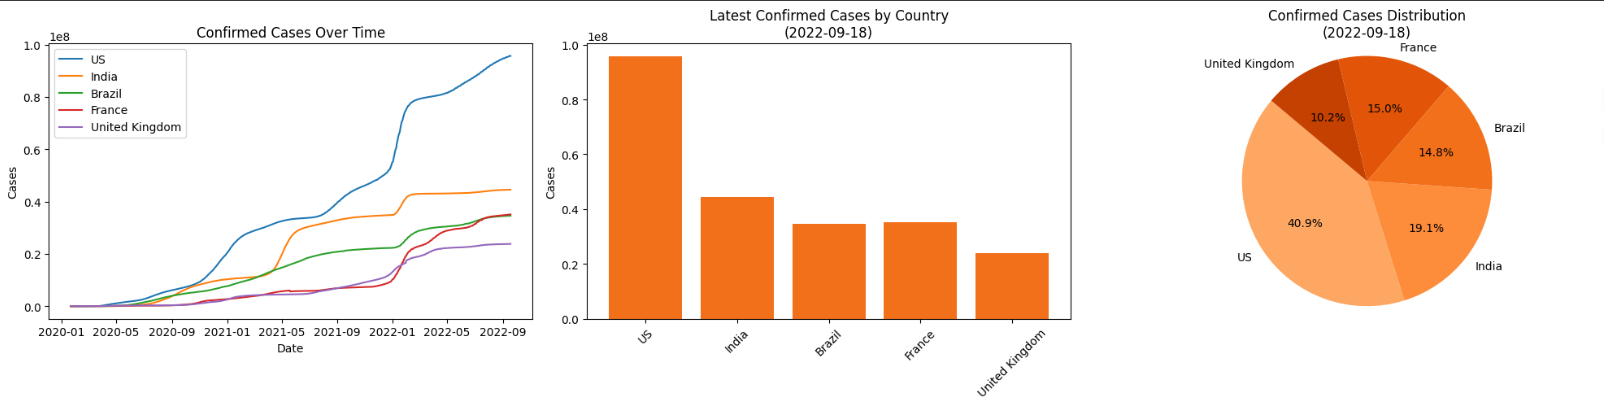 Confirmed Cases Over Time
1e8
1.0
0.8
0.6
0.4
0.2
0.0
Cases
US
India
Brazil
France
United Kingdom
2020-01 2020-05 2020-09 2021-01 2021-05 2021-09 2022-01 2022-05 2022-09
Date
Latest Confirmed Cases by Country
(2022-09-18)
1e8
1.0
0.8
0.6
0.4
0.2
0.0
Cases
US
India
Brazil
France
United Kingdom
Confirmed Cases Distribution
(2022-09-18)
France
United Kingdom
15.0%
10.2%
Brazil
14.8%
40.9%
19.1%
US
India